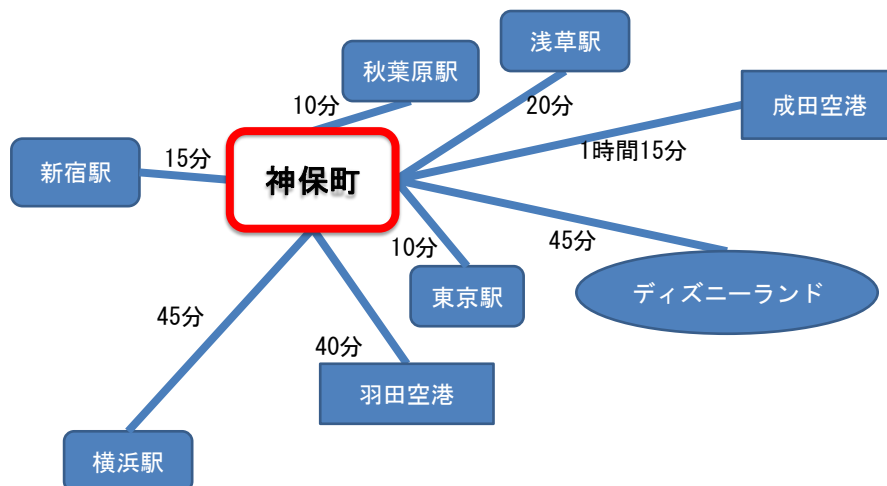 浅草駅
秋葉原駅
10分
20分
成田空港
1時間15分
15分
新宿駅
神保町
10分
45分
東京駅
ディズニーランド
45分
40分
羽田空港
横浜駅